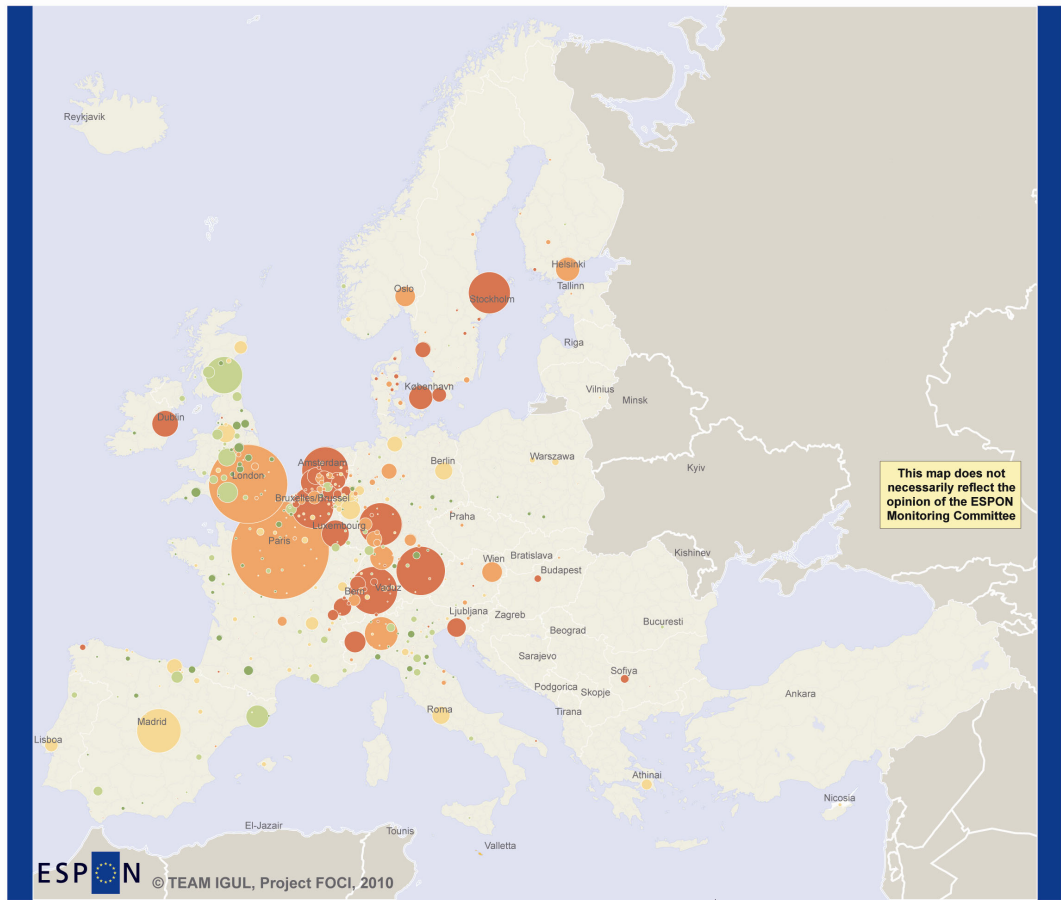 Reykjavik
Helsinki
Tallinn
Oslo
Stockholm
Riga
København
Vilnius
Minsk
Dublin
Amsterdam
Berlin
Warszawa
London
Kyiv
This map does not
necessarily reflect the
opinion of the ESPON
Monitoring Committee
Bruxelles/Brussel
Praha
Luxembourg
Paris
Wien
Bratislava
Kishinev
Budapest
Bern
Vaduz
Ljubljana
Zagreb
Bucuresti
Beograd
Sarajevo
Sofiya
Podgorica
Skopje
Ankara
Tirana
Roma
Madrid
Lisboa
Athinai
Nicosia
El-Jazair
Tounis
Valletta
ESPON
© TEAM IGUL, Project FOCI, 2010